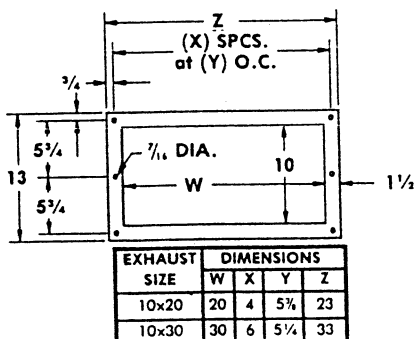 Z
(X) SPCS.
at (Y) O.C.
3/4
5 3/4
7/16 DIA.
10
13
W
1 1/2
5 3/4
EXHAUST SIZE DIMENSIONS
W X Y Z
10x20 20 4 5 3/8 23
10x30 30 6 5 1/4 33